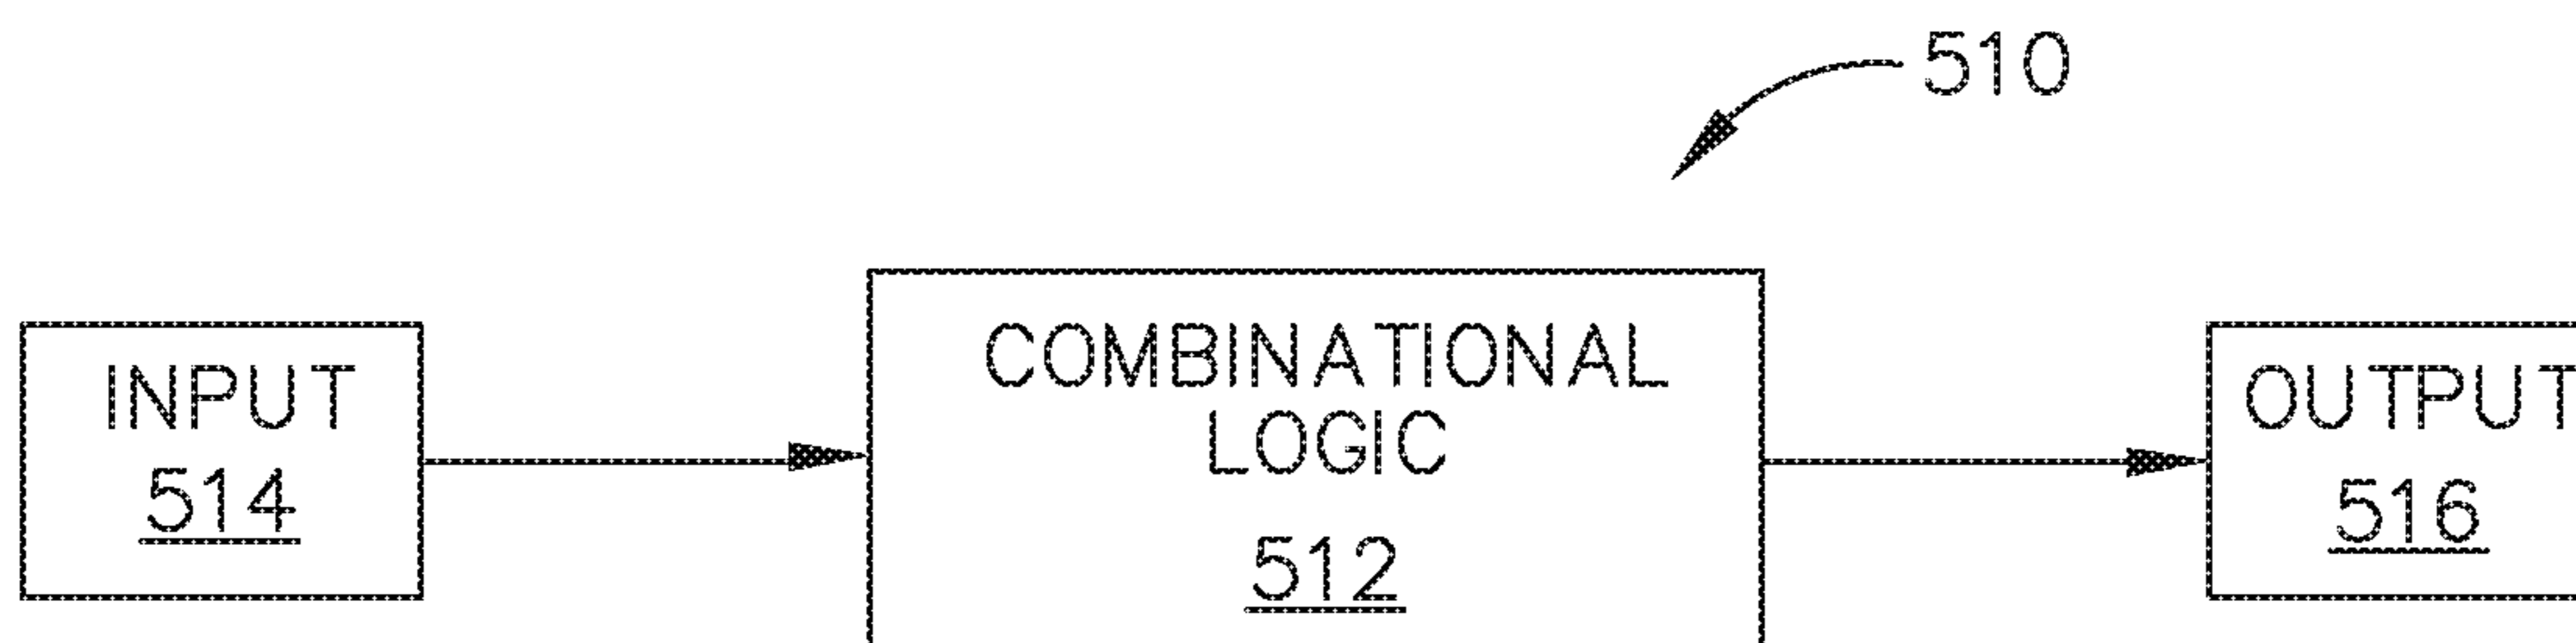 510
INPUT
514
COMBINATIONAL
LOGIC
512
OUTPUT
516